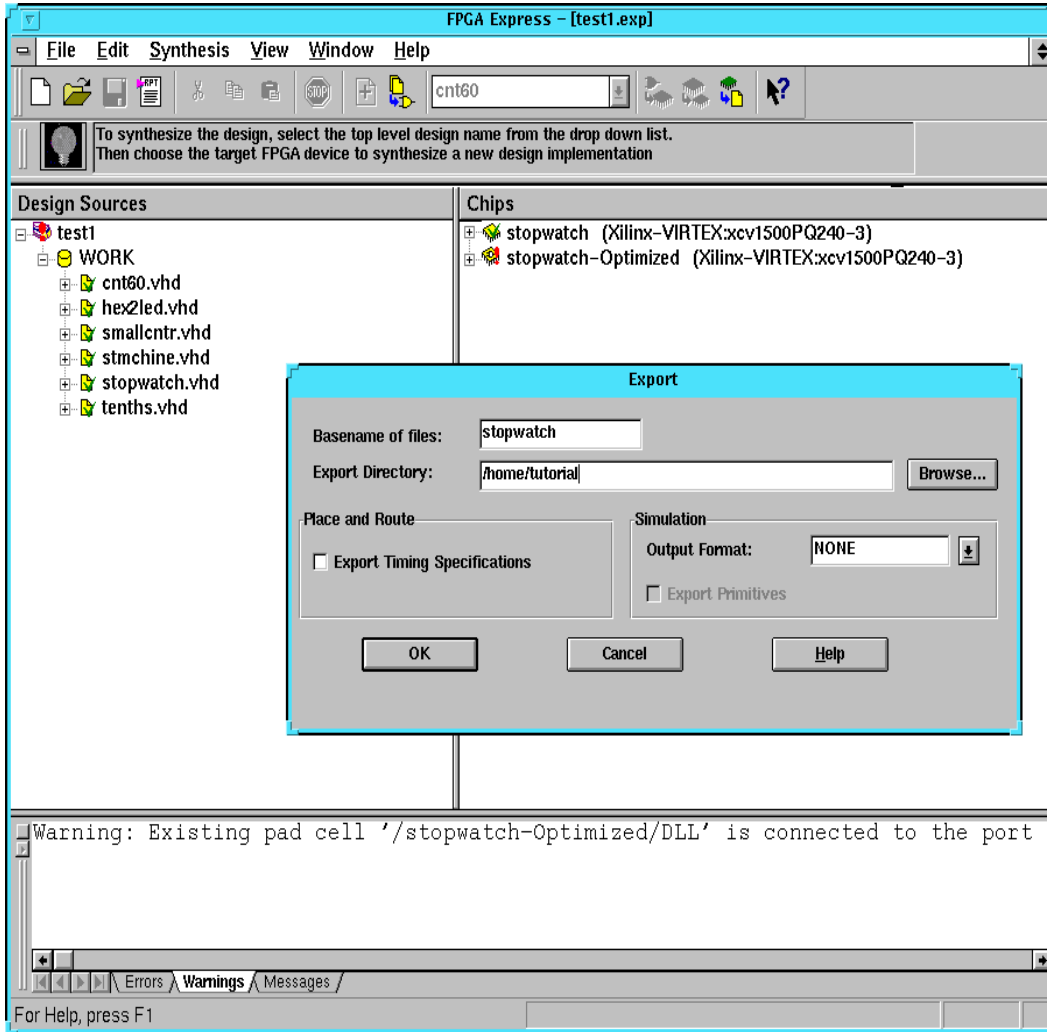 FPGA Express – [test1.exp]
File Edit Synthesis View Window Help
RPT STOP cnt60
To synthesize the design, select the top level design name from the drop down list.
Then choose the target FPGA device to synthesize a new design implementation
Design Sources
test1
WORK
cnt60.vhd
hex2led.vhd
smallcntr.vhd
stmchine.vhd
stopwatch.vhd
tenths.vhd
Chips
stopwatch (Xilinx-VIRTEX:xcv1500PQ240-3)
stopwatch-Optimized (Xilinx-VIRTEX:xcv1500PQ240-3)
Export
Basename of files: stopwatch
Export Directory: /home/tutorial Browse...
Place and Route
Export Timing Specifications
Simulation
Output Format: NONE
Export Primitives
OK Cancel Help
Warning: Existing pad cell '/stopwatch-Optimized/DLL' is connected to the port
Errors Warnings Messages
For Help, press F1